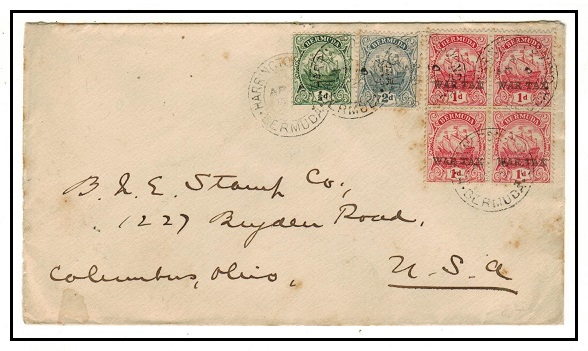 BERMUDA BERMUDA BERMUDA BERMUDA
WAR TAX WAR TAX
½d 2d 1d 1d
BERMUDA BERMUDA
WAR TAX WAR TAX
1d 1d
BERMUDA
BERMUDA
B. N. E. Stamp Co.,
1227 Bryden Road,
Columbus, Ohio,
U.S.A